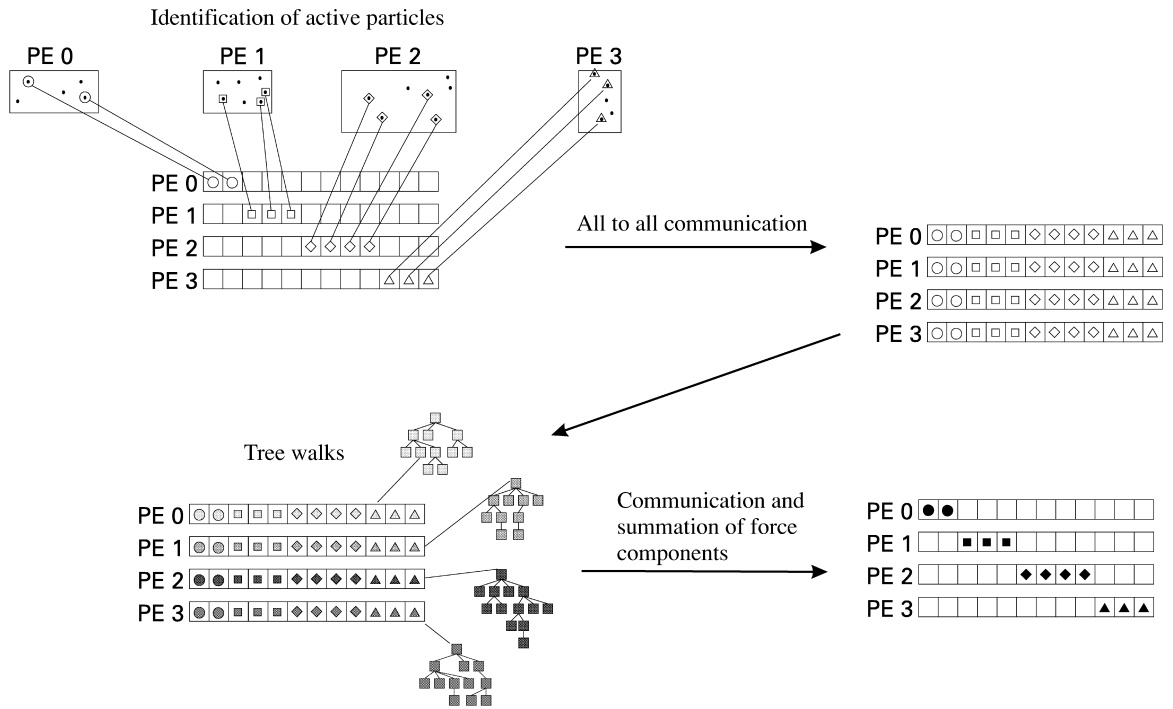 Identification of active particles
PE 0
PE 1
PE 2
PE 3
PE 0
PE 1
PE 2
PE 3
All to all communication
PE 0
PE 1
PE 2
PE 3
Tree walks
PE 0
PE 1
PE 2
PE 3
Communication and
summation of force
components
PE 0
PE 1
PE 2
PE 3